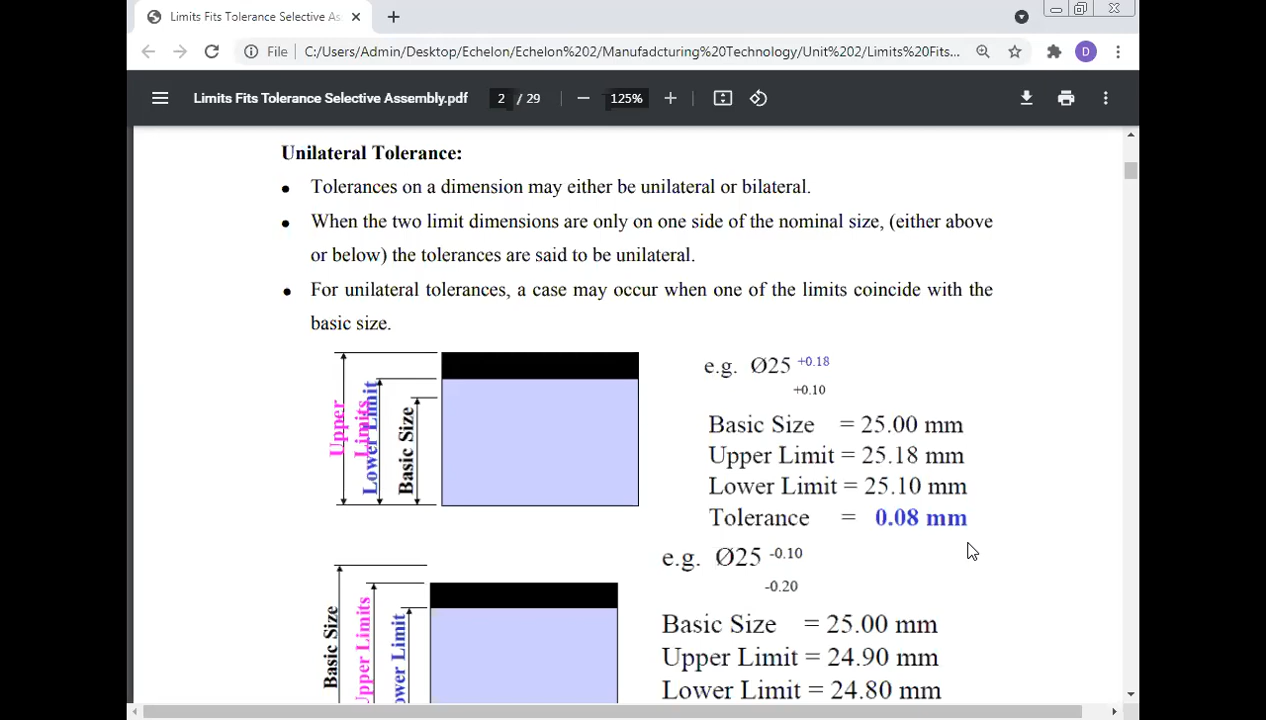 Limits Fits Tolerance Selective As
File C:/Users/Admin/Desktop/Echelon/Echelon%202/Manufadcturing%20Technology/Unit%202/Limits%20Fits%... D
Limits Fits Tolerance Selective Assembly.pdf 2 / 29 125%
Unilateral Tolerance:
• Tolerances on a dimension may either be unilateral or bilateral.
• When the two limit dimensions are only on one side of the nominal size, (either above
or below) the tolerances are said to be unilateral.
• For unilateral tolerances, a case may occur when one of the limits coincide with the
basic size.
Upper
Limits
Lower Limit
Basic Size
e.g. Ø25 +0.18
+0.10
Basic Size = 25.00 mm
Upper Limit = 25.18 mm
Lower Limit = 25.10 mm
Tolerance = 0.08 mm
Basic Size
Upper Limits
ower Limit
e.g. Ø25 -0.10
-0.20
Basic Size = 25.00 mm
Upper Limit = 24.90 mm
Lower Limit = 24.80 mm